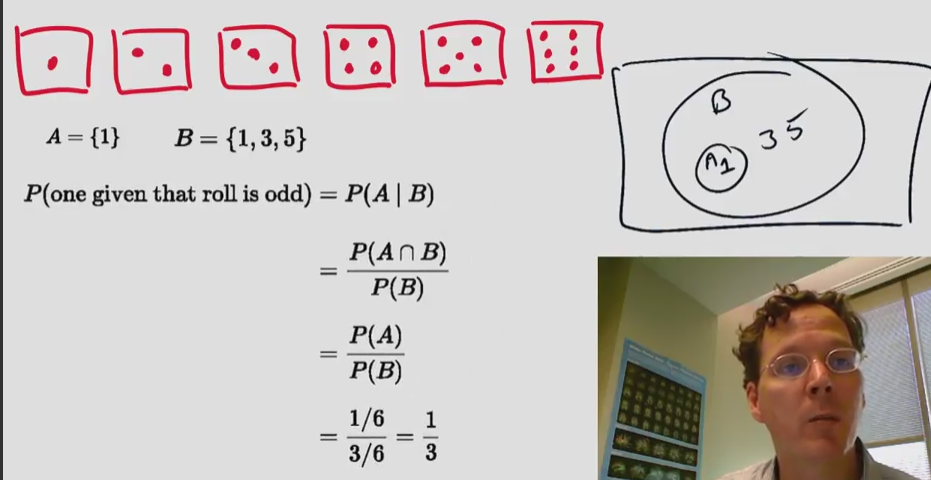 A = {1} B = {1, 3, 5}
P(one given that roll is odd) = P(A | B)
= P(A ∩ B) / P(B)
= P(A) / P(B)
= 1/6 / 3/6 = 1/3
B
A 1 3 5